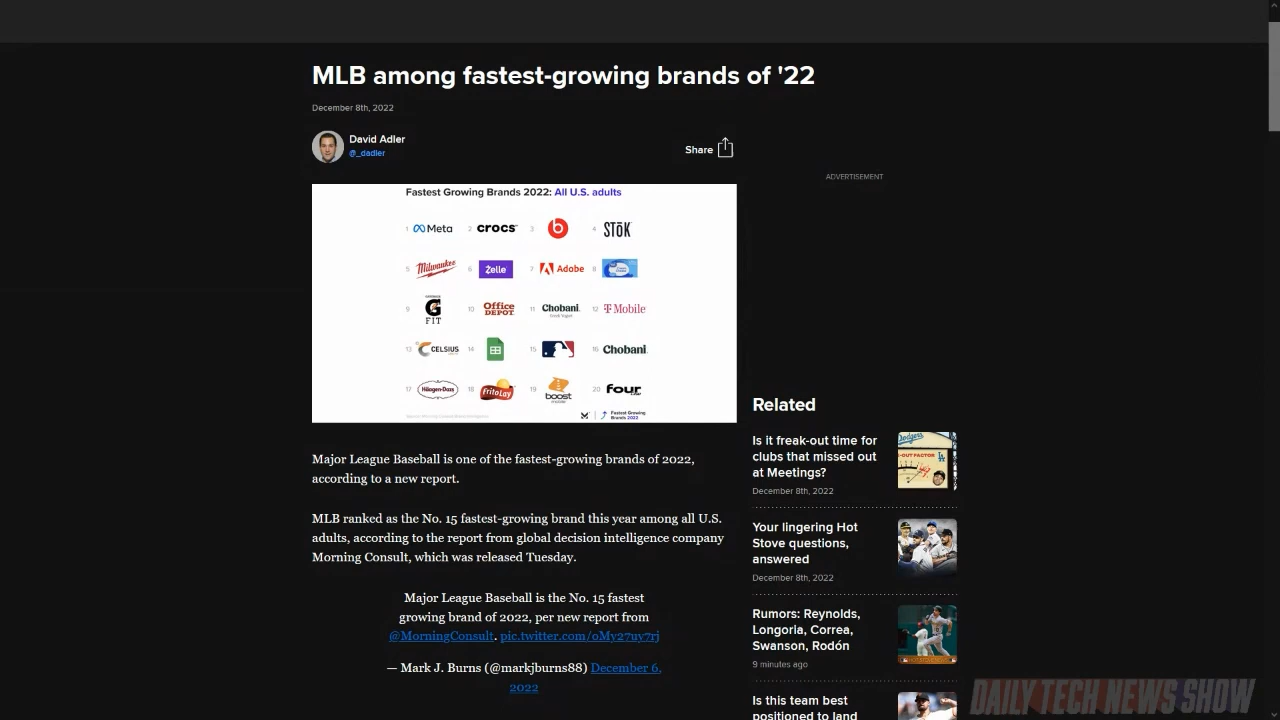 MLB among fastest-growing brands of '22
December 8th, 2022
David Adler
@_dadler
Share
ADVERTISEMENT
Fastest Growing Brands 2022: All U.S. adults
1 Meta 2 crocs 3 b 4 STōK
5 Milwaukee 6 Zelle 7 Adobe 8
9 G FIT 10 Office DEPOT 11 Chobani 12 T Mobile
13 CELSIUS 14 15 16 Chobani
17 Häagen-Dazs 18 Frito Lay 19 boost mobile 20 four
Fastest Growing
Brands 2022
Major League Baseball is one of the fastest-growing brands of 2022,
according to a new report.
MLB ranked as the No. 15 fastest-growing brand this year among all U.S.
adults, according to the report from global decision intelligence company
Morning Consult, which was released Tuesday.
Major League Baseball is the No. 15 fastest
growing brand of 2022, per new report from
@MorningConsult. pic.twitter.com/oMy27uy7rj
— Mark J. Burns (@markjburns88) December 6,
2022
Related
Is it freak-out time for
clubs that missed out
at Meetings?
December 8th, 2022
Dodgers
-OUT FACTOR
LA
Your lingering Hot
Stove questions,
answered
December 8th, 2022
Rumors: Reynolds,
Longoria, Correa,
Swanson, Rodón
9 minutes ago
Is this team best
positioned to land
DAILY TECH NEWS SHOW